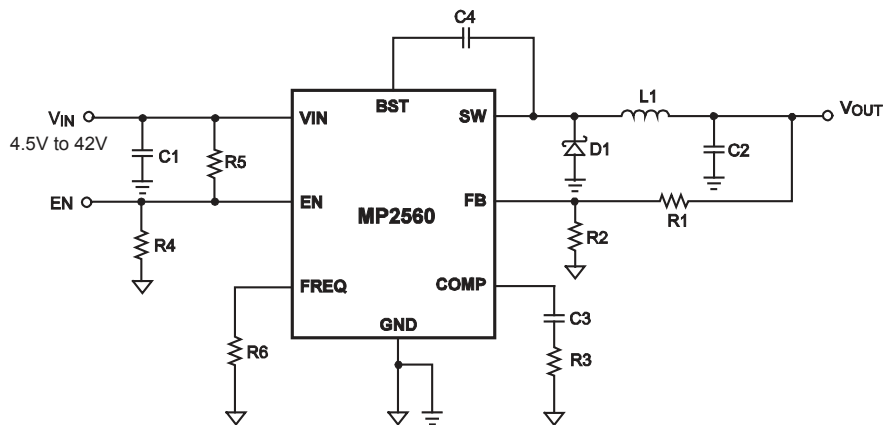 C4
BST
L1
VIN
4.5V to 42V
VIN
SW
VOUT
C1
R5
D1
C2
EN
EN
MP2560
FB
R1
R4
R2
FREQ
COMP
GND
C3
R6
R3